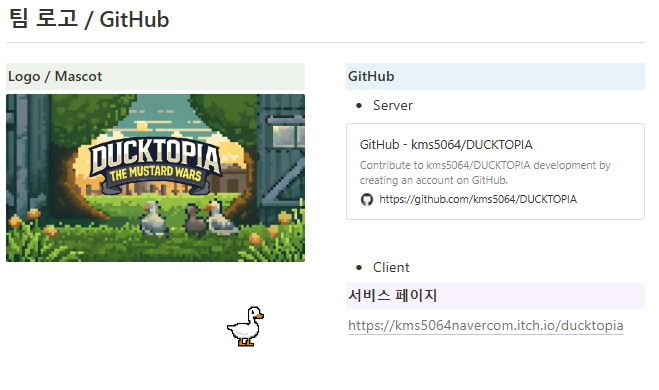 팀 로고 / GitHub
Logo / Mascot
DUCKTOPIA
THE MUSTARD WARS
GitHub
Server
GitHub - kms5064/DUCKTOPIA
Contribute to kms5064/DUCKTOPIA development by
creating an account on GitHub.
https://github.com/kms5064/DUCKTOPIA
Client
서비스 페이지
https://kms5064navercom.itch.io/ducktopia